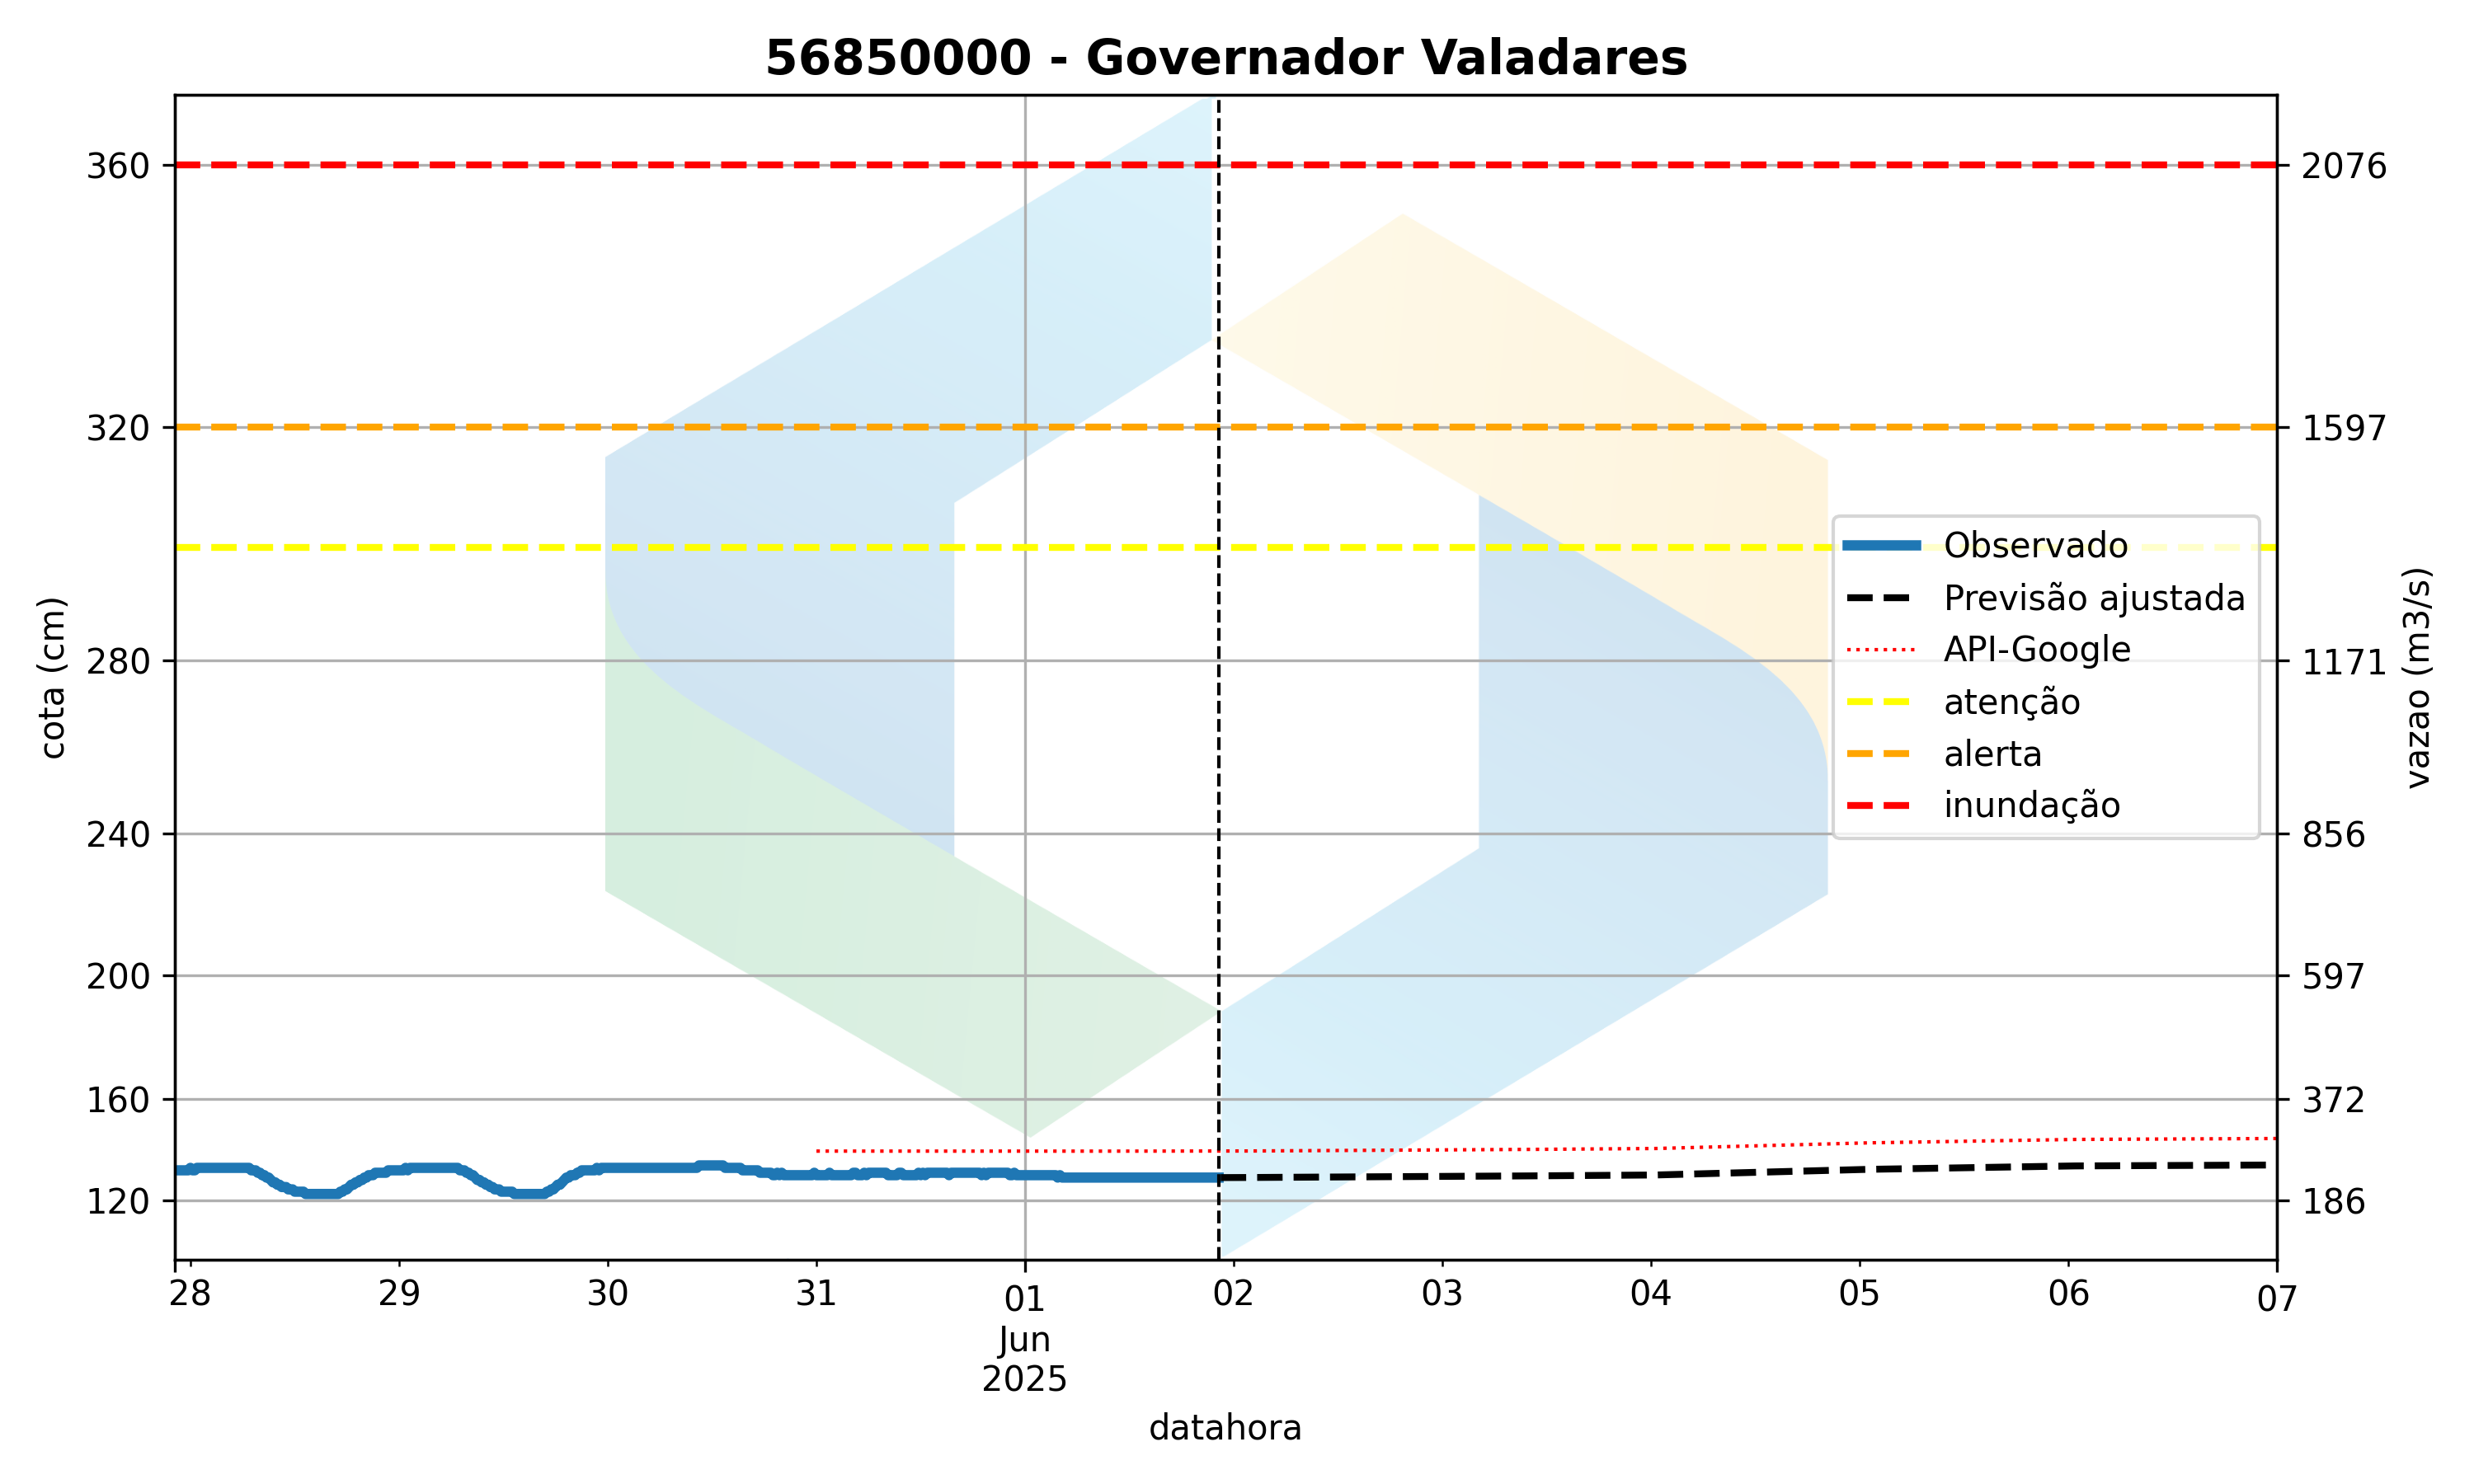 56850000 - Governador Valadares
360
320
280
240
200
160
120
cota (cm)
2076
1597
1171
856
597
372
186
vazao (m3/s)
Observado
Previsão ajustada
API-Google
atenção
alerta
inundação
28 29 30 31 01 02 03 04 05 06 07
Jun
2025
datahora